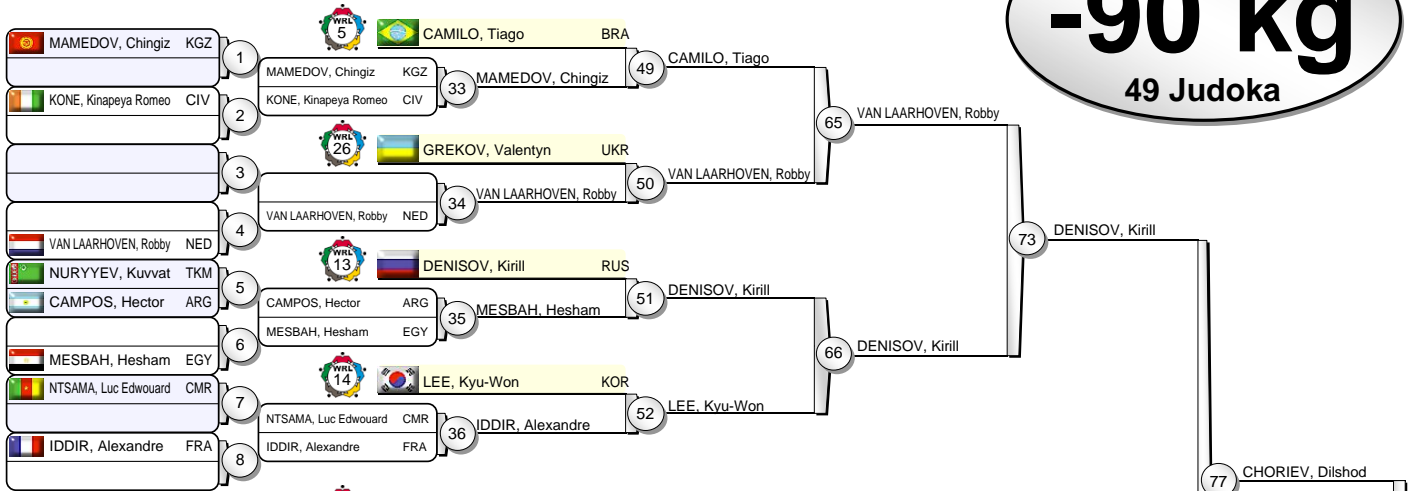 -90 kg
49 Judoka
MAMEDOV, Chingiz KGZ
1
KONE, Kinapeya Romeo CIV
2
3
4
VAN LAARHOVEN, Robby NED
NURYYEV, Kuvvat TKM
5
CAMPOS, Hector ARG
6
MESBAH, Hesham EGY
NTSAMA, Luc Edwouard CMR
7
IDDIR, Alexandre FRA
8
MAMEDOV, Chingiz KGZ
33
KONE, Kinapeya Romeo CIV
34
VAN LAARHOVEN, Robby NED
CAMPOS, Hector ARG
35
MESBAH, Hesham EGY
NTSAMA, Luc Edwouard CMR
36
IDDIR, Alexandre FRA
WRL
5
CAMILO, Tiago BRA
49
MAMEDOV, Chingiz
WRL
26
GREKOV, Valentyn UKR
50
VAN LAARHOVEN, Robby
WRL
13
DENISOV, Kirill RUS
51
MESBAH, Hesham
WRL
14
LEE, Kyu-Won KOR
52
IDDIR, Alexandre
CAMILO, Tiago
65
VAN LAARHOVEN, Robby
DENISOV, Kirill
66
LEE, Kyu-Won
VAN LAARHOVEN, Robby
73
DENISOV, Kirill
DENISOV, Kirill
77
CHORIEV, Dilshod